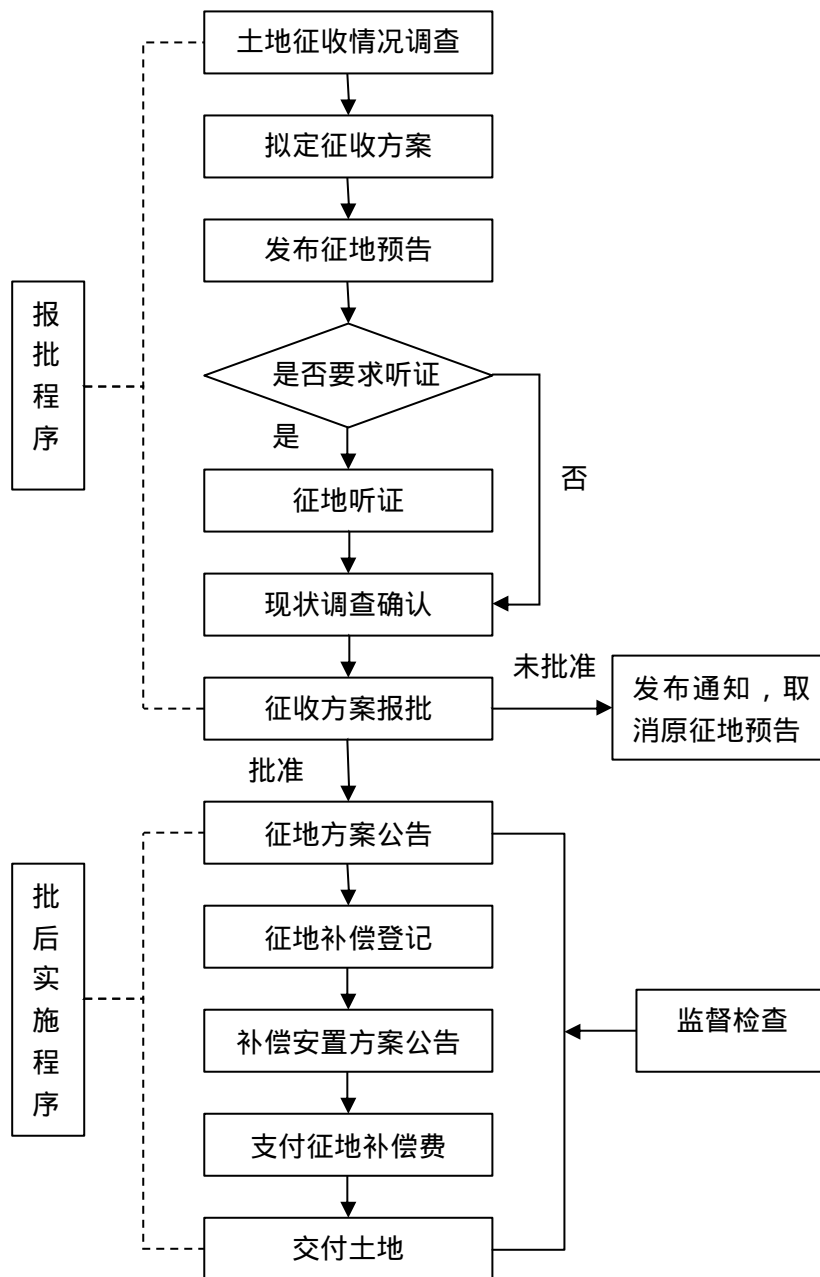 土地征收情况调查
拟定征收方案
发布征地预告
报批程序
是否要求听证
是
否
征地听证
现状调查确认
未批准
征收方案报批
发布通知，取
消原征地预告
批准
征地方案公告
批后实施程序
征地补偿登记
补偿安置方案公告
监督检查
支付征地补偿费
交付土地